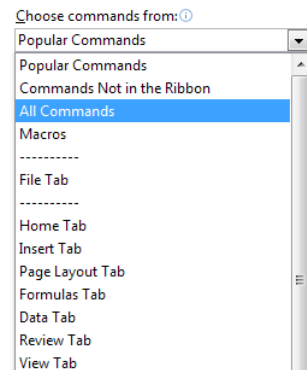 Choose commands from:
Popular Commands
Popular Commands
Commands Not in the Ribbon
All Commands
Macros
----------
File Tab
----------
Home Tab
Insert Tab
Page Layout Tab
Formulas Tab
Data Tab
Review Tab
View Tab